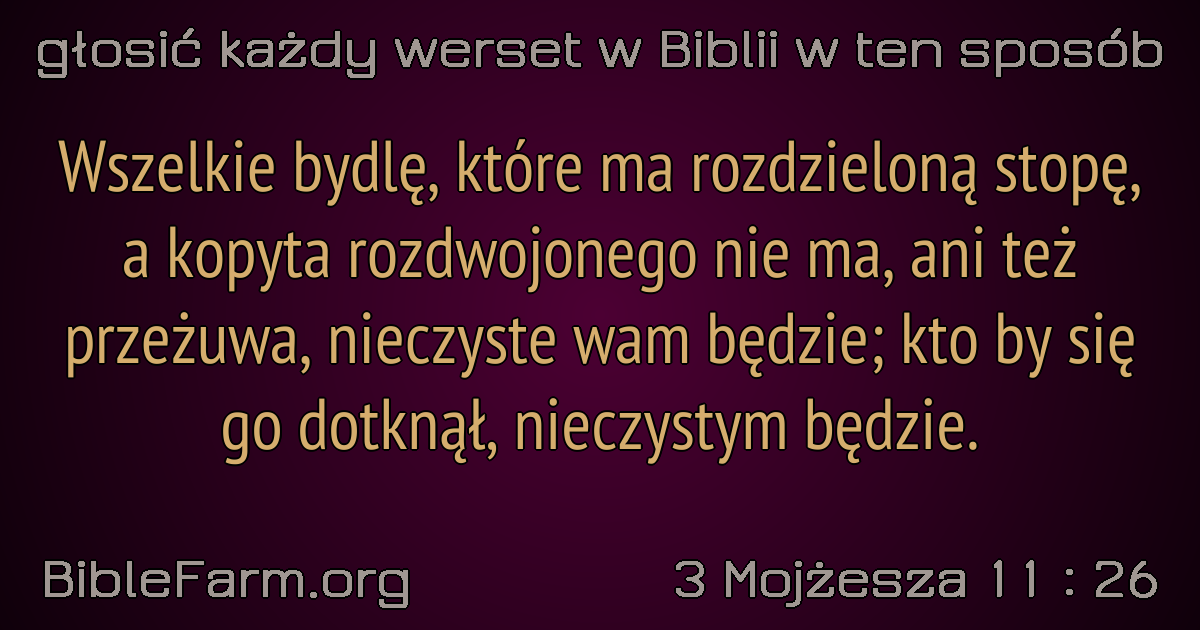 głosić każdy werset w Biblii w ten sposób
Wszelkie bydlę, które ma rozdzieloną stopę,
a kopyta rozdwojonego nie ma, ani też
przeżuwa, nieczyste wam będzie; kto by się
go dotknął, nieczystym będzie.
BibleFarm.org
3 Mojżesza 11 : 26